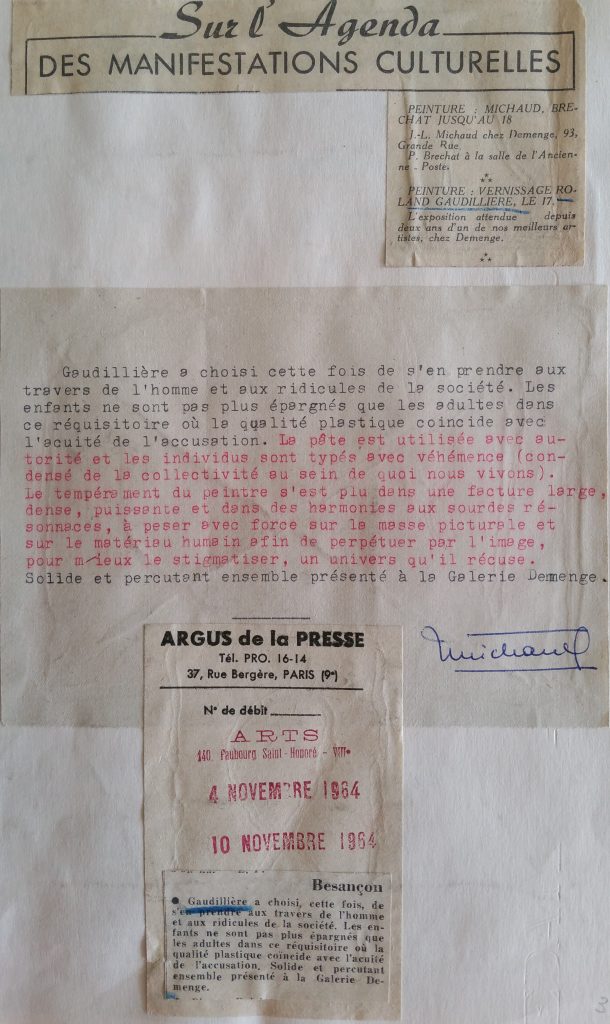 Sur l'Agenda
DES MANIFESTATIONS CULTURELLES
PEINTURE : MICHAUD, BRE-
CHAT JUSQU'AU 18
J.-L. Michaud chez Demenge, 93,
Grande Rue.
P. Brechat à la salle de l'Ancien-
ne - Poste.
PEINTURE : VERNISSAGE RO-
LAND GAUDILLIERE, LE 17.
L'exposition attendue depuis
deux ans d'un de nos meilleurs ar-
tistes, chez Demenge.
Gaudillière a choisi cette fois de s'en prendre aux
travers de l'homme et aux ridicules de la société. Les
enfants ne sont pas plus épargnés que les adultes dans
ce réquisitoire où la qualité plastique coincide avec
l'acuité de l'accusation. La pâte est utilisée avec au-
torité et les individus sont typés avec véhémence (con-
densé de la collectivité au sein de quoi nous vivons).
Le tempérament du peintre s'est plu dans une facture large,
dense, puissante et dans des harmonies aux sourdes ré-
sonnaces, à peser avec force sur la masse picturale et
sur le matériau humain afin de perpétuer par l'image,
pour mieux le stigmatiser, un univers qu'il récuse.
Solide et percutant ensemble présenté à la Galerie Demenge.
Michaud
ARGUS de la PRESSE
Tél. PRO. 16-14
37, Rue Bergère, PARIS (9e)
N° de débit
ARTS
140, Faubourg Saint-Honoré - VIIIe
4 NOVEMBRE 1964
10 NOVEMBRE 1964
Besançon
● Gaudillière a choisi, cette fois, de
s'en prendre aux travers de l'homme
et aux ridicules de la société. Les en-
fants ne sont pas plus épargnés que
les adultes dans ce réquisitoire où la
qualité plastique coincide avec l'acuité
de l'accusation. Solide et percutant
ensemble présenté à la Galerie De-
menge.
3